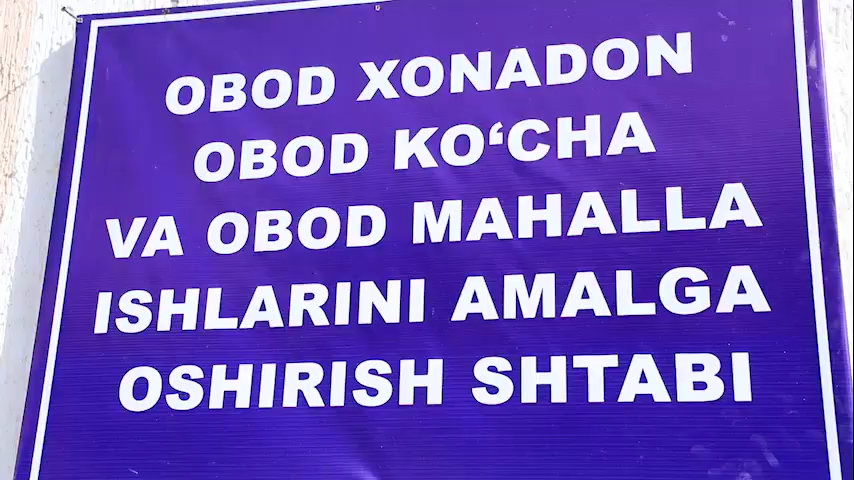 OBOD XONADON
OBOD KO‘CHA
VA OBOD MAHALLA
ISHLARINI AMALGA
OSHIRISH SHTABI